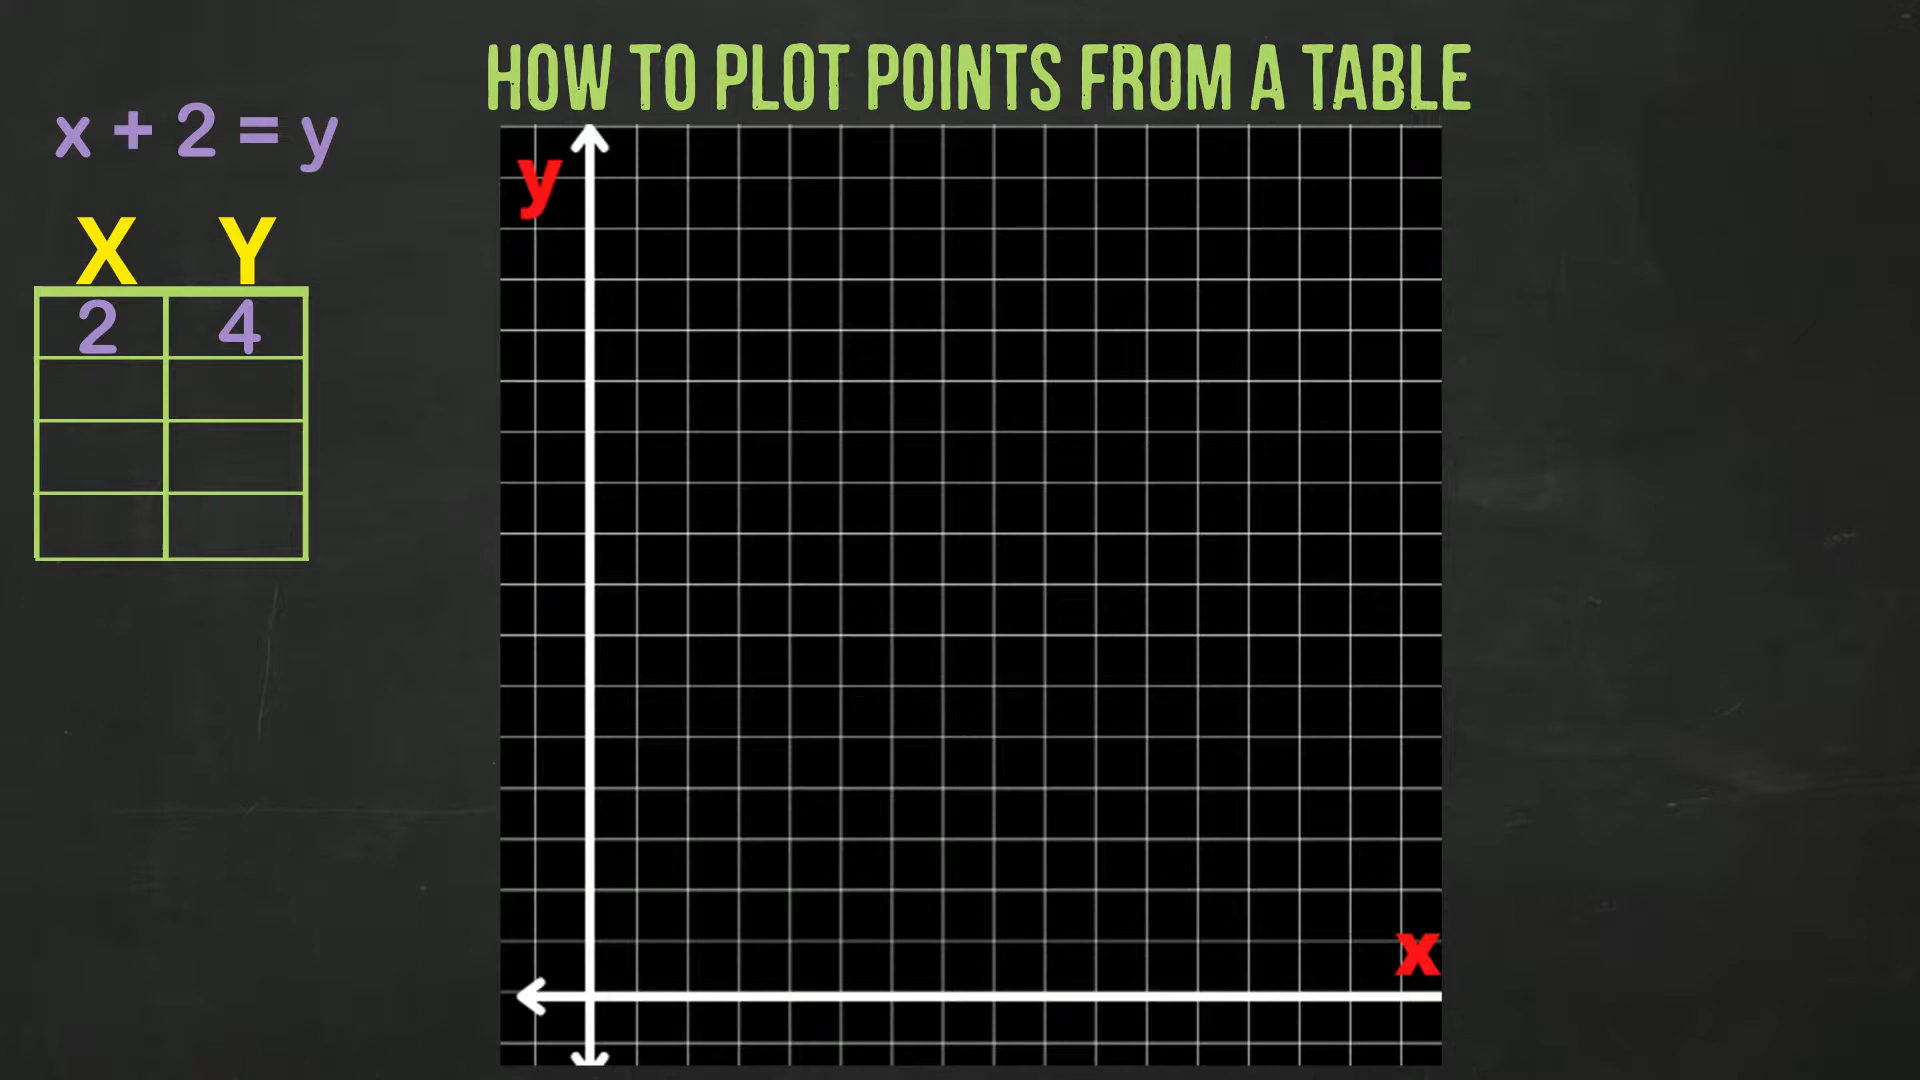 HOW TO PLOT POINTS FROM A TABLE
x + 2 = y
X Y
2 4
y
x